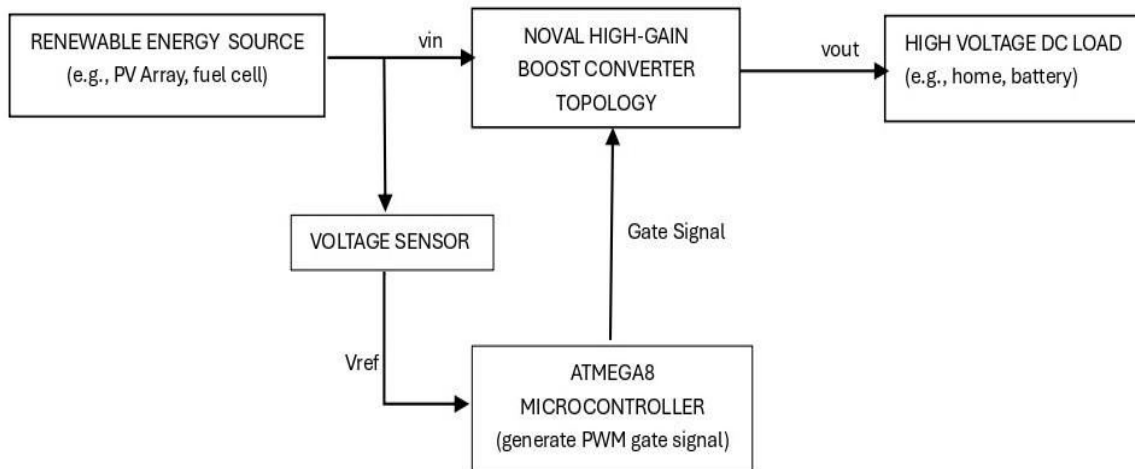 RENEWABLE ENERGY SOURCE
(e.g., PV Array, fuel cell)
vin
NOVAL HIGH-GAIN
BOOST CONVERTER
TOPOLOGY
vout
HIGH VOLTAGE DC LOAD
(e.g., home, battery)
VOLTAGE SENSOR
Gate Signal
Vref
ATMEGA8
MICROCONTROLLER
(generate PWM gate signal)